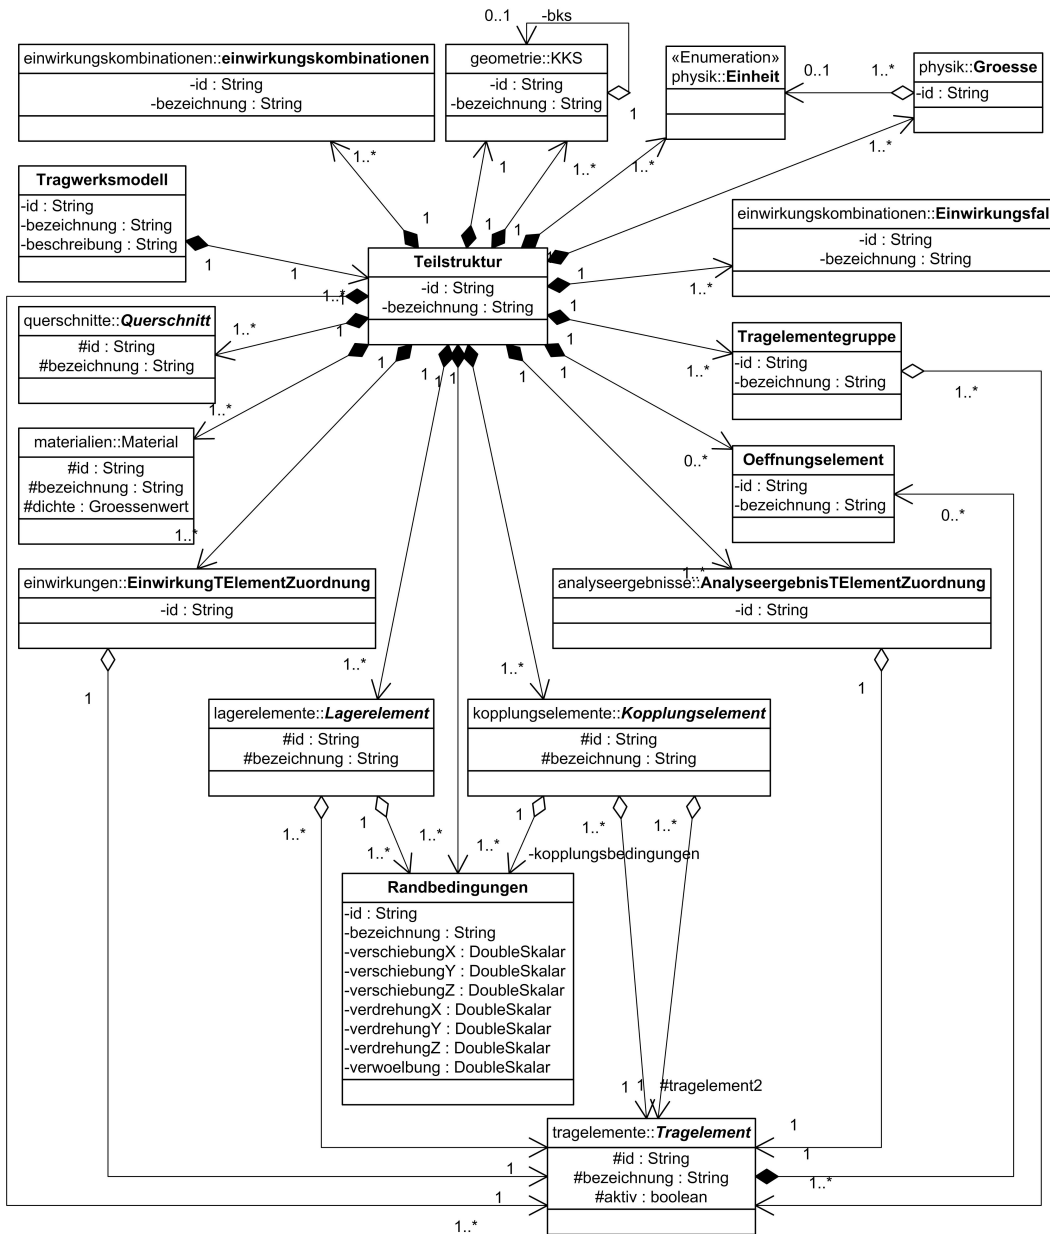 0..1
-bks
einwirkungskombinationen::einwirkungskombinationen
-id : String
-bezeichnung : String
geometrie::KKS
-id : String
-bezeichnung : String
1
«Enumeration»
physik::Einheit
0..1
1..*
physik::Groesse
-id : String
1..*
1
1..*
1..*
1..*
Tragwerksmodell
-id : String
-bezeichnung : String
-beschreibung : String
1
1
1
1
1
1
einwirkungskombinationen::Einwirkungsfal
-id : String
-bezeichnung : String
Teilstruktur
-id : String
-bezeichnung : String
1
1..*
1..*
1
querschnitte::Querschnitt
#id : String
#bezeichnung : String
1..*
1
1
1
1
1
1
1
1
1..*
Tragelementegruppe
-id : String
-bezeichnung : String
1..*
1..*
materialien::Material
#id : String
#bezeichnung : String
#dichte : Groessenwert
0..*
Oeffnungselement
-id : String
-bezeichnung : String
0..*
1..*
einwirkungen::EinwirkungTElementZuordnung
-id : String
1..*
analyseergebnisse::AnalyseergebnisTElementZuordnung
-id : String
1
1..*
1..*
1
lagerelemente::Lagerelement
#id : String
#bezeichnung : String
kopplungselemente::Kopplungselement
#id : String
#bezeichnung : String
1..*
1
1..*
1..*
1..*
1
1..*
1..*
-kopplungsbedingungen
Randbedingungen
-id : String
-bezeichnung : String
-verschiebungX : DoubleSkalar
-verschiebungY : DoubleSkalar
-verschiebungZ : DoubleSkalar
-verdrehungX : DoubleSkalar
-verdrehungY : DoubleSkalar
-verdrehungZ : DoubleSkalar
-verwoelbung : DoubleSkalar
1
1
#tragelement2
tragelemente::Tragelement
#id : String
#bezeichnung : String
#aktiv : boolean
1
1
1
1
1..*
1..*